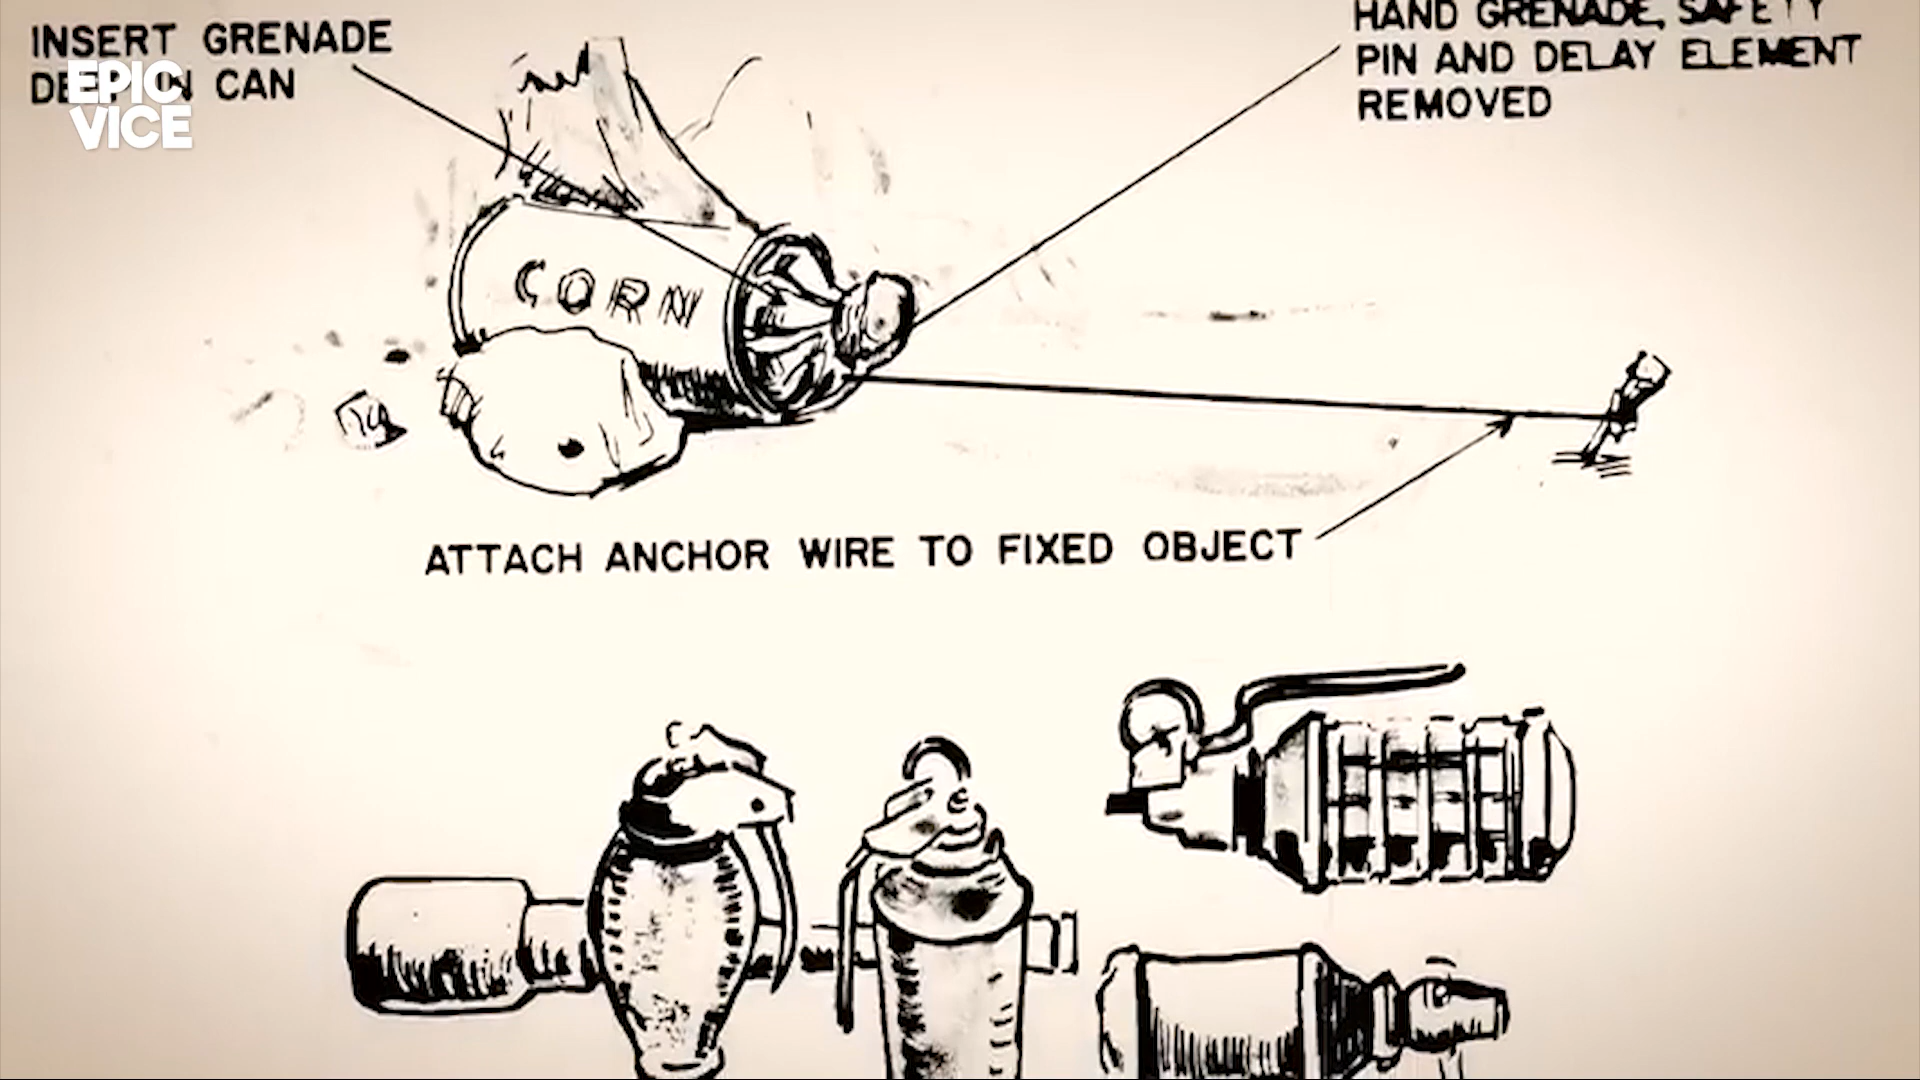 INSERT GRENADE
IN CAN
EPIC
VICE
HAND GRENADE, SAFETY
PIN AND DELAY ELEMENT
REMOVED
CORN
ATTACH ANCHOR WIRE TO FIXED OBJECT